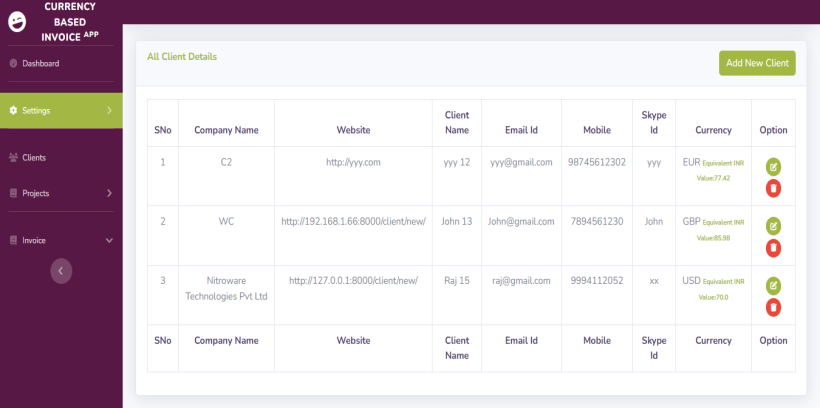 CURRENCY
BASED
INVOICE APP
Dashboard
Settings
Clients
Projects
Invoice
All Client Details
Add New Client
SNo Company Name Website Client Name Email Id Mobile Skype Id Currency Option
1 C2 http://yyy.com yyy 12 yyy@gmail.com 98745612302 yyy EUR Equivalent INR Value:77.42
2 WC http://192.168.1.66:8000/client/new/ John 13 John@gmail.com 7894561230 John GBP Equivalent INR Value:85.98
3 Nitroware Technologies Pvt Ltd http://127.0.0.1:8000/client/new/ Raj 15 raj@gmail.com 9994112052 xx USD Equivalent INR Value:70.0
SNo Company Name Website Client Name Email Id Mobile Skype Id Currency Option